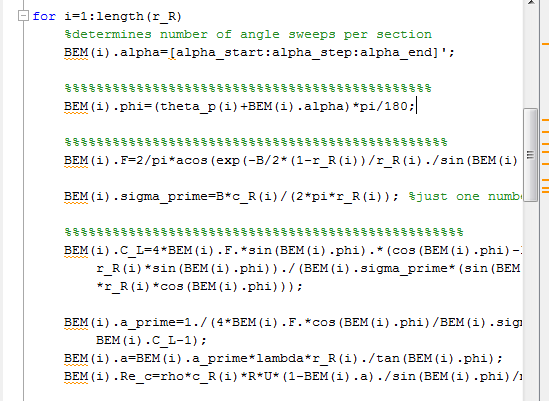 for i=1:length(r_R)
%determines number of angle sweeps per section
BEM(i).alpha=[alpha_start:alpha_step:alpha_end]';
%%%%%%%%%%%%%%%%%%%%%%%%%%%%%%%%%%%%%%%%%%%%%%
BEM(i).phi=(theta_p(i)+BEM(i).alpha)*pi/180;
%%%%%%%%%%%%%%%%%%%%%%%%%%%%%%%%%%%%%%%%%%%%%%%%
BEM(i).F=2/pi*acos(exp(-B/2*(1-r_R(i))/r_R(i)./sin(BEM(i)
BEM(i).sigma_prime=B*c_R(i)/(2*pi*r_R(i)); %just one
%%%%%%%%%%%%%%%%%%%%%%%%%%%%%%%%%%%%%%%%%%%%%%%%%%
BEM(i).C_L=4*BEM(i).F.*sin(BEM(i).phi).*(cos(BEM(i).phi)-
r_R(i)*sin(BEM(i).phi))./(BEM(i).sigma_prime*(sin(BEM
*r_R(i)*cos(BEM(i).phi)));
BEM(i).a_prime=1./(4*BEM(i).F.*cos(BEM(i).phi)/BEM(i).
BEM(i).C_L-1);
BEM(i).a=BEM(i).a_prime*lambda*r_R(i)./tan(BEM(i).phi);
BEM(i).Re_c=rho*c_R(i)*R*U*(1-BEM(i).a)./sin(BEM(i).phi)/